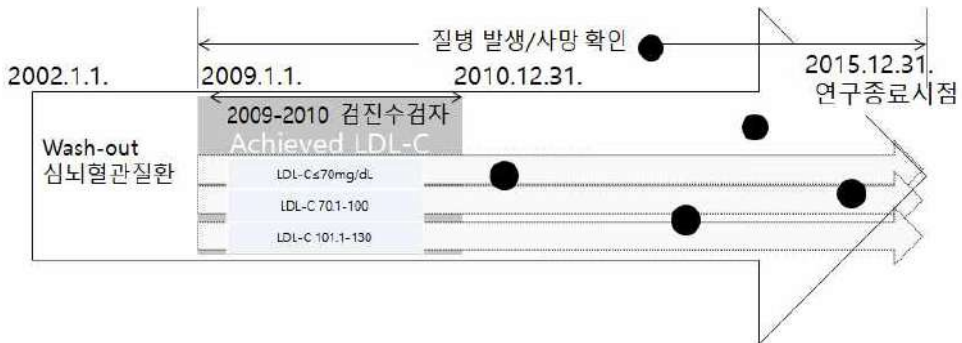 질병 발생/사망 확인
2002.1.1.
2009.1.1.
2010.12.31.
2015.12.31.
연구종료시점
2009-2010 검진수검자
Achieved LDL-C
Wash-out
심뇌혈관질환
LDL-C≤70mg/dL
LDL-C 70.1-100
LDL-C 101.1-130